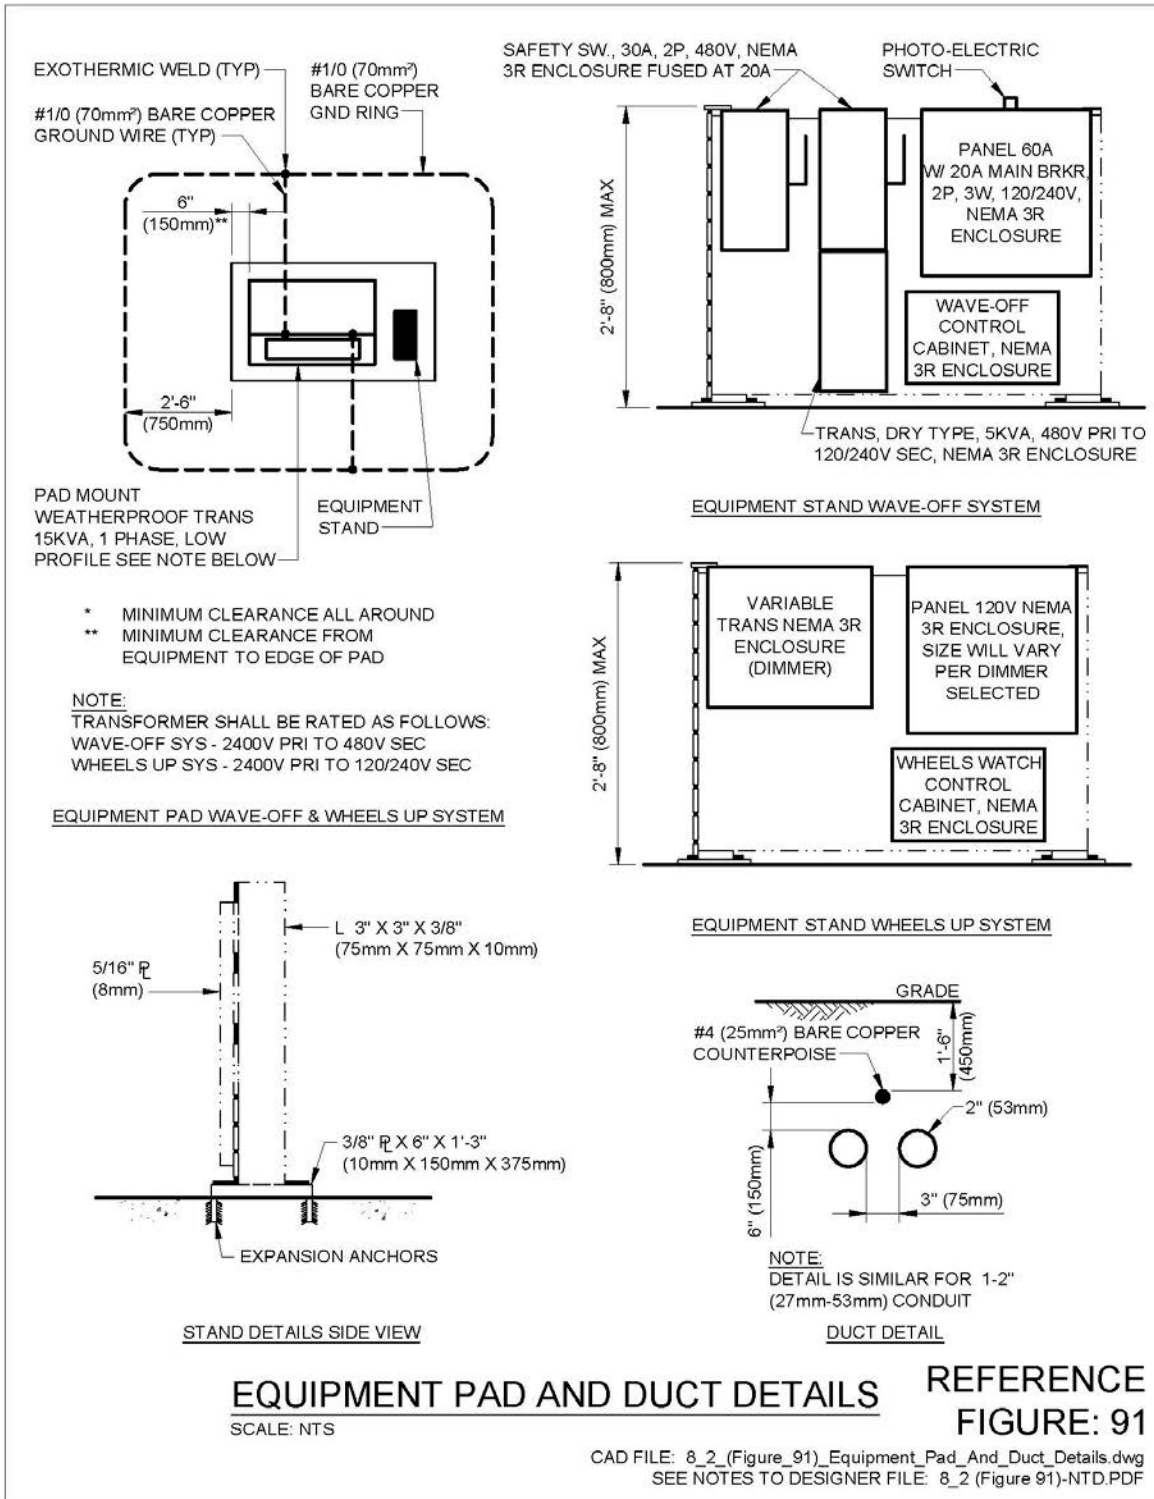 EXOTHERMIC WELD (TYP)
#1/0 (70mm²)
BARE COPPER
GND RING
#1/0 (70mm²) BARE COPPER
GROUND WIRE (TYP)
6"
(150mm)**
2'-6"
(750mm)
PAD MOUNT
WEATHERPROOF TRANS
15KVA, 1 PHASE, LOW
PROFILE SEE NOTE BELOW
EQUIPMENT
STAND
* MINIMUM CLEARANCE ALL AROUND
** MINIMUM CLEARANCE FROM
EQUIPMENT TO EDGE OF PAD
NOTE:
TRANSFORMER SHALL BE RATED AS FOLLOWS:
WAVE-OFF SYS - 2400V PRI TO 480V SEC
WHEELS UP SYS - 2400V PRI TO 120/240V SEC
EQUIPMENT PAD WAVE-OFF & WHEELS UP SYSTEM
SAFETY SW., 30A, 2P, 480V, NEMA
3R ENCLOSURE FUSED AT 20A
PHOTO-ELECTRIC
SWITCH
2'-8" (800mm) MAX
PANEL 60A
W/ 20A MAIN BRKR,
2P, 3W, 120/240V,
NEMA 3R
ENCLOSURE
WAVE-OFF
CONTROL
CABINET, NEMA
3R ENCLOSURE
TRANS, DRY TYPE, 5KVA, 480V PRI TO
120/240V SEC, NEMA 3R ENCLOSURE
EQUIPMENT STAND WAVE-OFF SYSTEM
2'-8" (800mm) MAX
VARIABLE
TRANS NEMA 3R
ENCLOSURE
(DIMMER)
PANEL 120V NEMA
3R ENCLOSURE,
SIZE WILL VARY
PER DIMMER
SELECTED
WHEELS WATCH
CONTROL
CABINET, NEMA
3R ENCLOSURE
EQUIPMENT STAND WHEELS UP SYSTEM
L 3" X 3" X 3/8"
(75mm X 75mm X 10mm)
5/16" PL
(8mm)
3/8" PL X 6" X 1'-3"
(10mm X 150mm X 375mm)
EXPANSION ANCHORS
STAND DETAILS SIDE VIEW
GRADE
#4 (25mm²) BARE COPPER
COUNTERPOISE
1'-6"
(450mm)
2" (53mm)
6" (150mm)
3" (75mm)
NOTE:
DETAIL IS SIMILAR FOR 1-2"
(27mm-53mm) CONDUIT
DUCT DETAIL
EQUIPMENT PAD AND DUCT DETAILS
SCALE: NTS
REFERENCE
FIGURE: 91
CAD FILE: 8_2_(Figure_91)_Equipment_Pad_And_Duct_Details.dwg
SEE NOTES TO DESIGNER FILE: 8_2 (Figure 91)-NTD.PDF